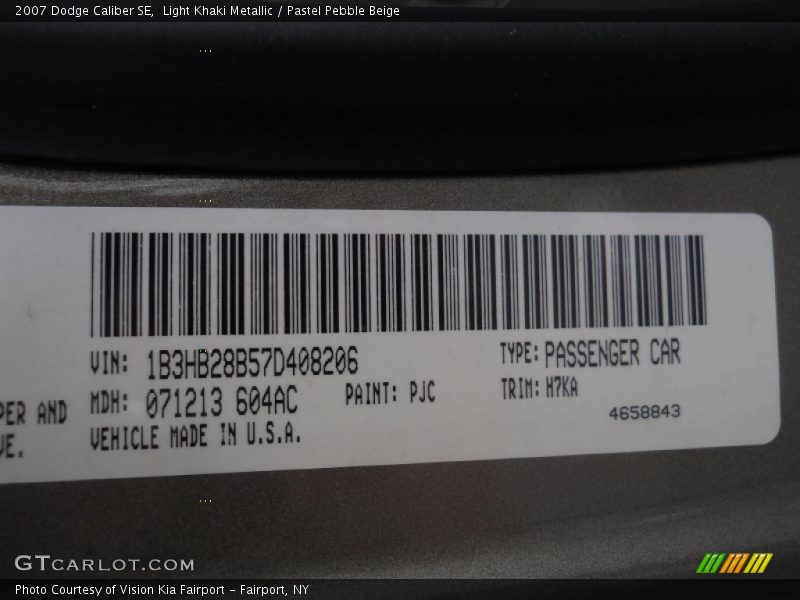 2007 Dodge Caliber SE,  Light Khaki Metallic / Pastel Pebble Beige
VIN: 1B3HB28B57D408206
TYPE: PASSENGER CAR
PER AND
MDH: 071213 604AC
PAINT: PJC
TRIM: H7KA
4658843
VE.
VEHICLE MADE IN U.S.A.
GTCARLOT.COM
Photo Courtesy of Vision Kia Fairport – Fairport, NY